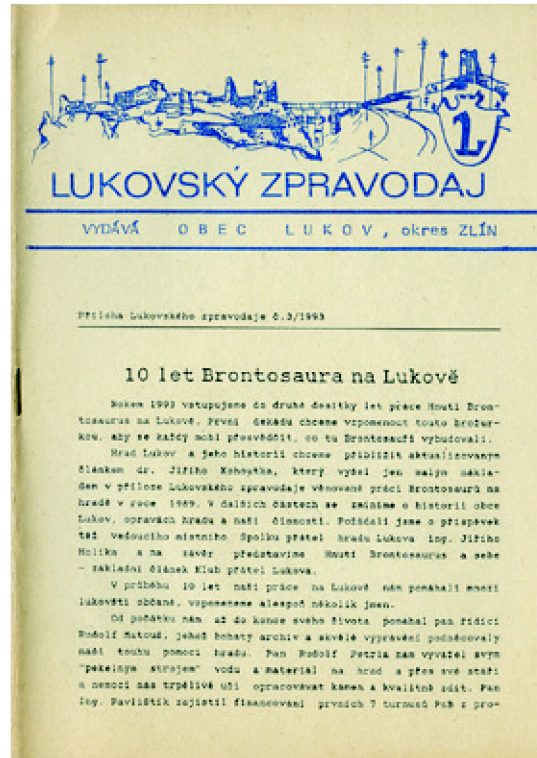 L
LUKOVSKÝ ZPRAVODAJ
VYDÁVÁ OBEC LUKOV, okres ZLÍN
Příloha Lukovského zpravodaje č.3/1993
10 let Brontosaura na Lukově
Rokem 1993 vstupujeme do druhé desítky let práce Hnutí Bron-
tosaurus na Lukově. První dekádu chceme vzpomenout touto brožur-
kou, aby se každý mohl přesvědčit, co tu Brontosauři vybudovali.
Hrad Lukov a jeho historii chceme přiblížit aktualizovaným
článkem dr. Jiřího Kohoutka, který vyšel jen malým nákla-
dem v příloze Lukovského zpravodaje věnované práci Brontosaurů na
hradě v roce 1989. V dalších částech se zmíníme o historii obce
Lukov, opravách hradu a naší činnosti. Požádali jsme o příspěvek
též vedoucího místního Spolku přátel hradu Lukova ing. Jiřího
Holíka a na závěr představíme Hnutí Brontosaurus a sebe
- základní článek Klub přátel Lukova.
V průběhu 10 let naší práce na Lukově nám pomáhali mnozí
lukovští občané, vzpomeneme alespoň několik jmen.
Od počátku nám až do konce svého života pomáhal pan řídící
Rudolf Matouš, jehož bohatý archiv a skvělé vyprávění podněcovaly
naši touhu pomoci hradu. Pan Rudolf Petrla nám vyvážel svým
"pekelným strojem" vodu a materiál na hrad a přes své stáří
a nemoci nás trpělivě učí opracovávat kámen a kvalitně zdít. Pan
Ing. Pavlištík zajistil financování prvních 7 turnusů PsB z pro-